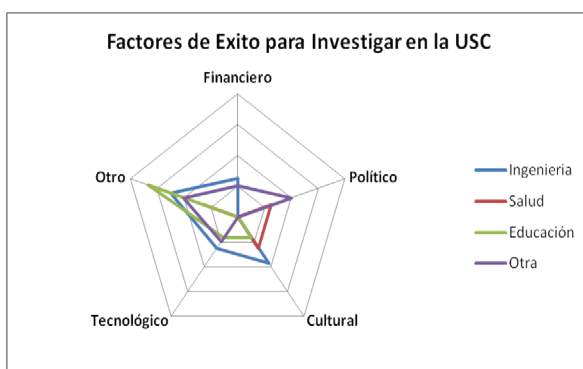 Factores de Exito para Investigar en la USC
Financiero
Otro
Político
Tecnológico
Cultural
Ingenieria
Salud
Educación
Otra